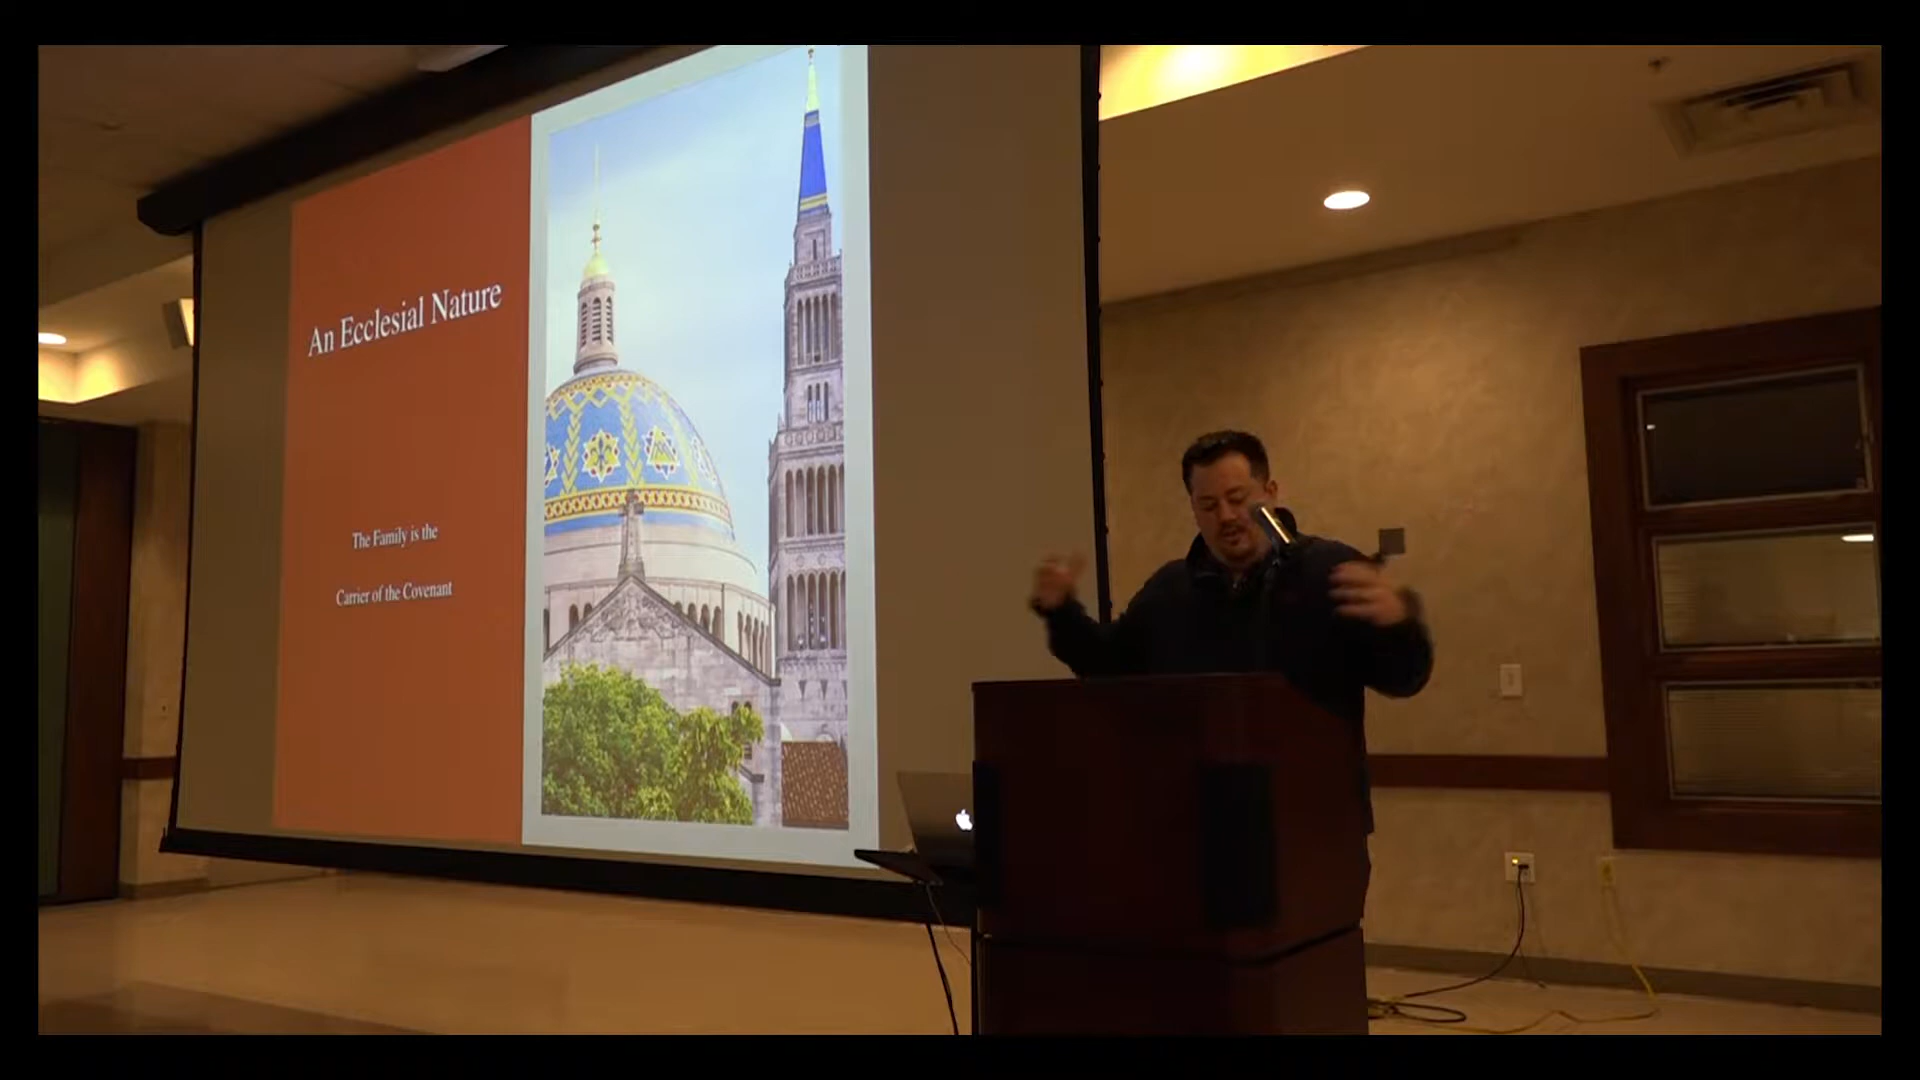 An Ecclesial Nature
The Family is the
Carrier of the Covenant